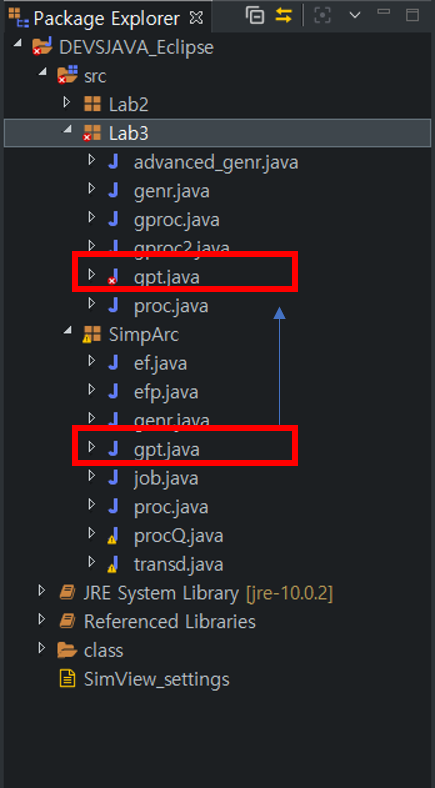 Package Explorer
DEVSJAVA_Eclipse
src
Lab2
Lab3
advanced_genr.java
genr.java
gproc.java
gproc2.java
gpt.java
proc.java
SimpArc
ef.java
efp.java
genr.java
gpt.java
job.java
proc.java
procQ.java
transd.java
JRE System Library [jre-10.0.2]
Referenced Libraries
class
SimView_settings